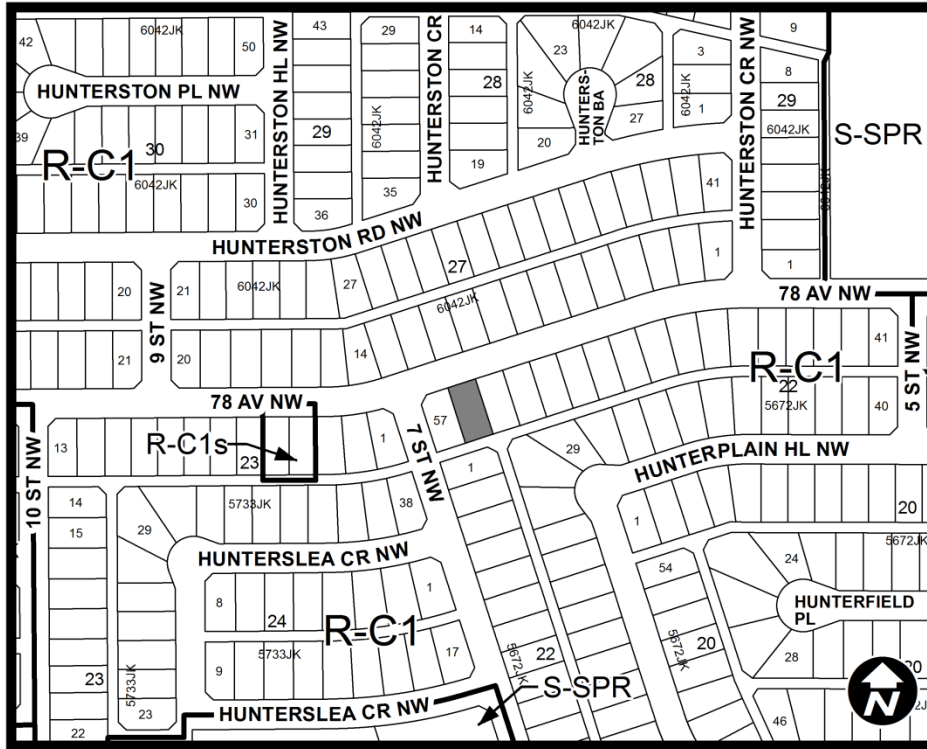 42
6042JK
50
43
29
14
23
3
9
HUNTERSTON PL NW
HUNTERSTON HL NW
HUNTERSTON CR
HUNTERSTON CR NW
28
28
8
29
6042JK
6042JK
6042JK
6042JK
HUNTERS-
TON BA
27
1
S-SPR
39
30
31
29
20
R-C1
6042JK
19
35
41
30
36
HUNTERSTON RD NW
27
1
1
20
21
6042JK
27
6042JK
78 AV NW
9 ST NW
21
20
14
41
R-C1
22
5 ST NW
78 AV NW
5672JK
40
13
R-C1s
23
1
7 ST NW
57
29
HUNTERPLAIN HL NW
10 ST NW
1
14
15
29
5733JK
38
1
20
5672JK
HUNTERSLEA CR NW
54
24
8
24
1
R-C1
HUNTERFIELD
PL
9
5733JK
17
5672JK
22
5672JK
20
28
20
23
5733JK
S-SPR
N
23
HUNTERSLEA CR NW
22
46